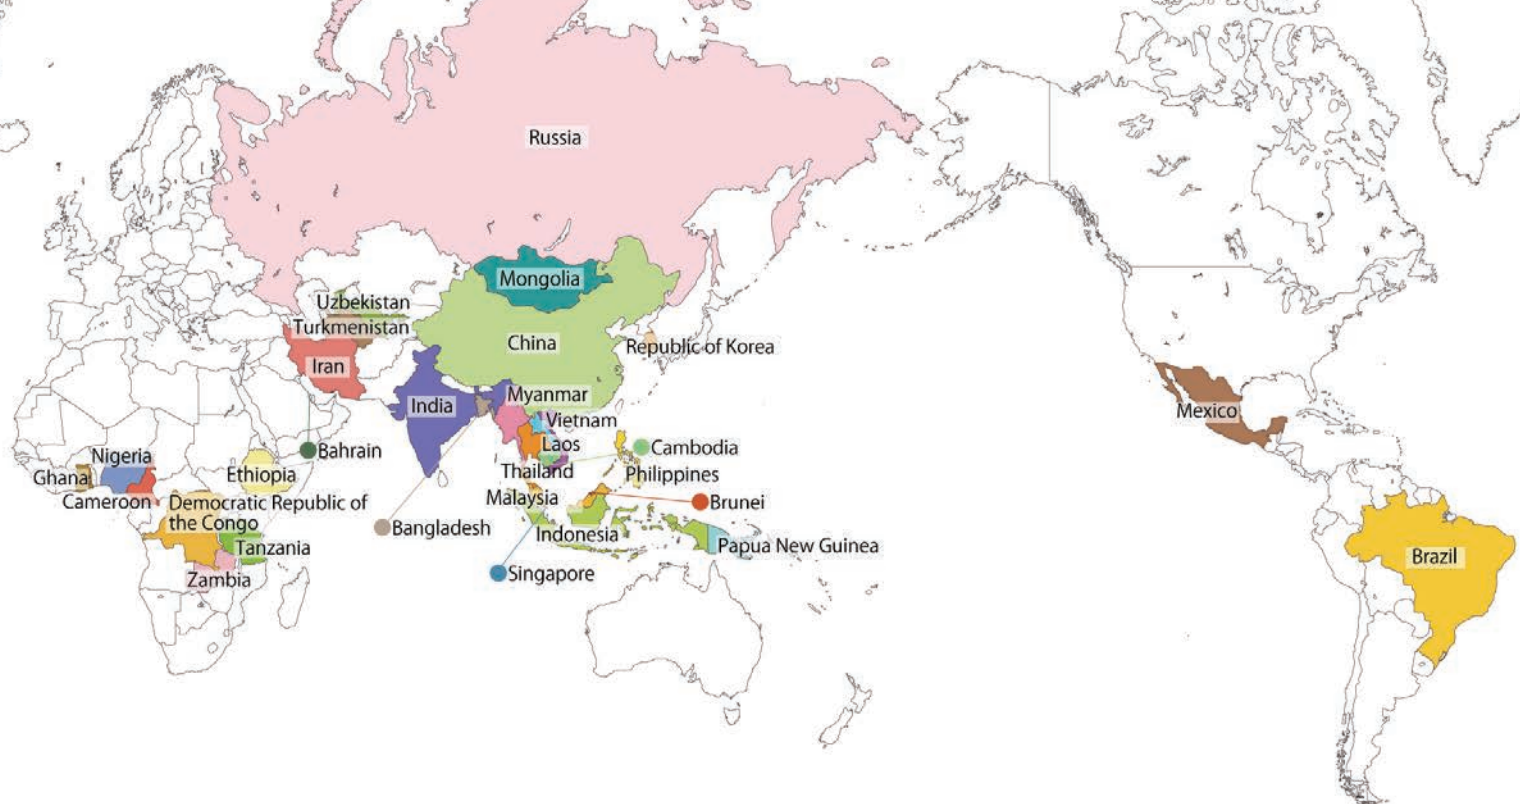 Russia
Mongolia
Uzbekistan
Turkmenistan
China
Republic of Korea
Iran
India
Myanmar
Mexico
Vietnam
Laos
Cambodia
Bahrain
Nigeria
Ghana
Ethiopia
Thailand
Philippines
Cameroon
Democratic Republic of
the Congo
Malaysia
Brunei
Bangladesh
Indonesia
Tanzania
Papua New Guinea
Brazil
Zambia
Singapore